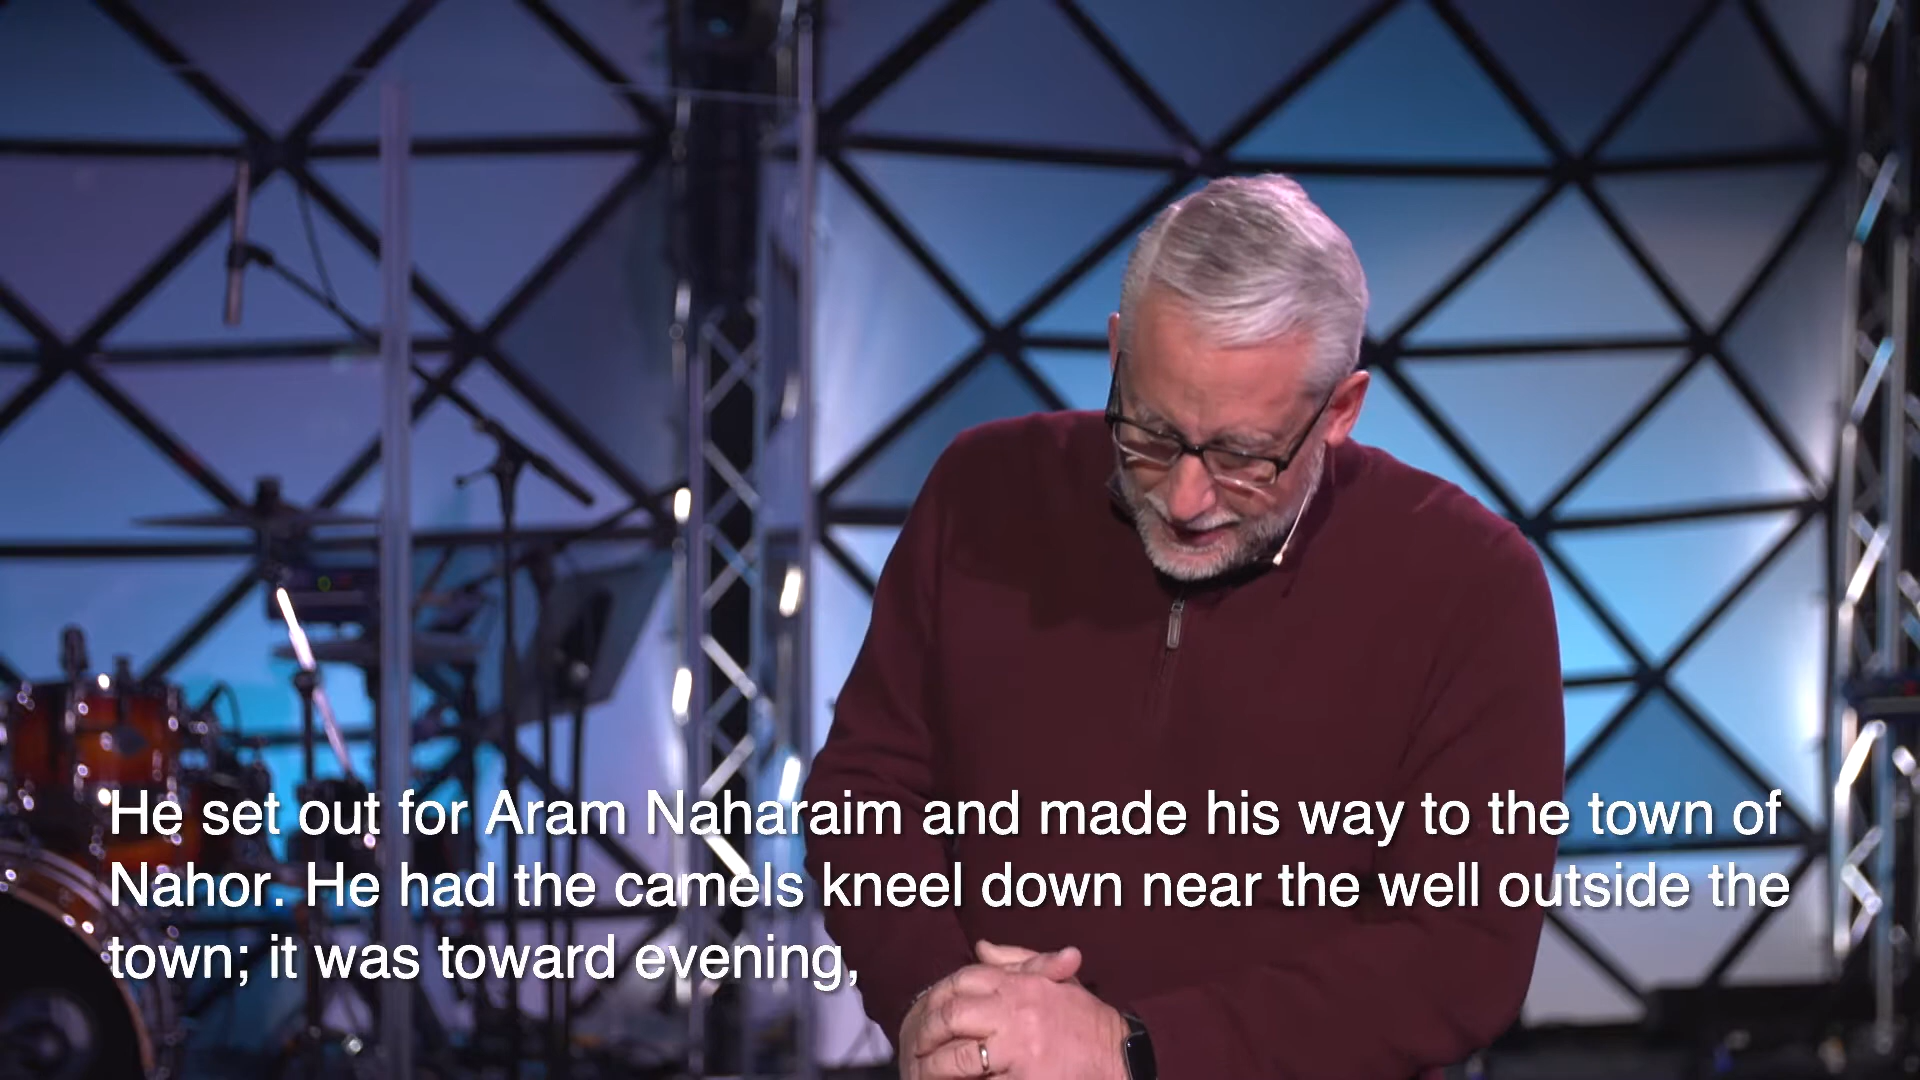 He set out for Aram Naharaim and made his way to the town of
Nahor. He had the camels kneel down near the well outside the
town; it was toward evening,